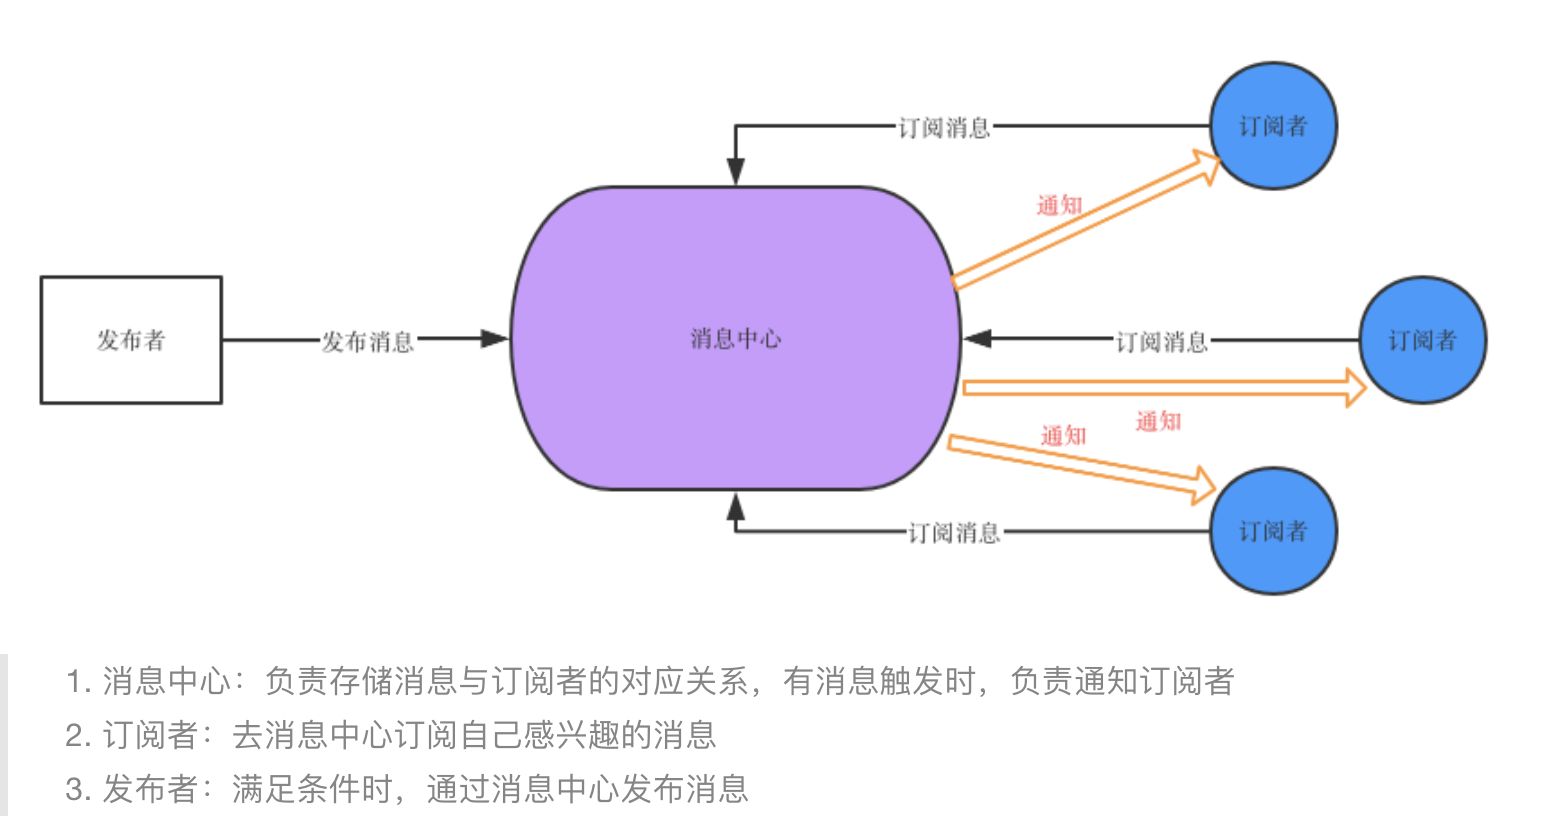 订阅者
订阅消息
通知
发布者
发布消息
消息中心
订阅消息
订阅者
通知
通知
订阅消息
订阅者
1. 消息中心：负责存储消息与订阅者的对应关系，有消息触发时，负责通知订阅者
2. 订阅者：去消息中心订阅自己感兴趣的消息
3. 发布者：满足条件时，通过消息中心发布消息